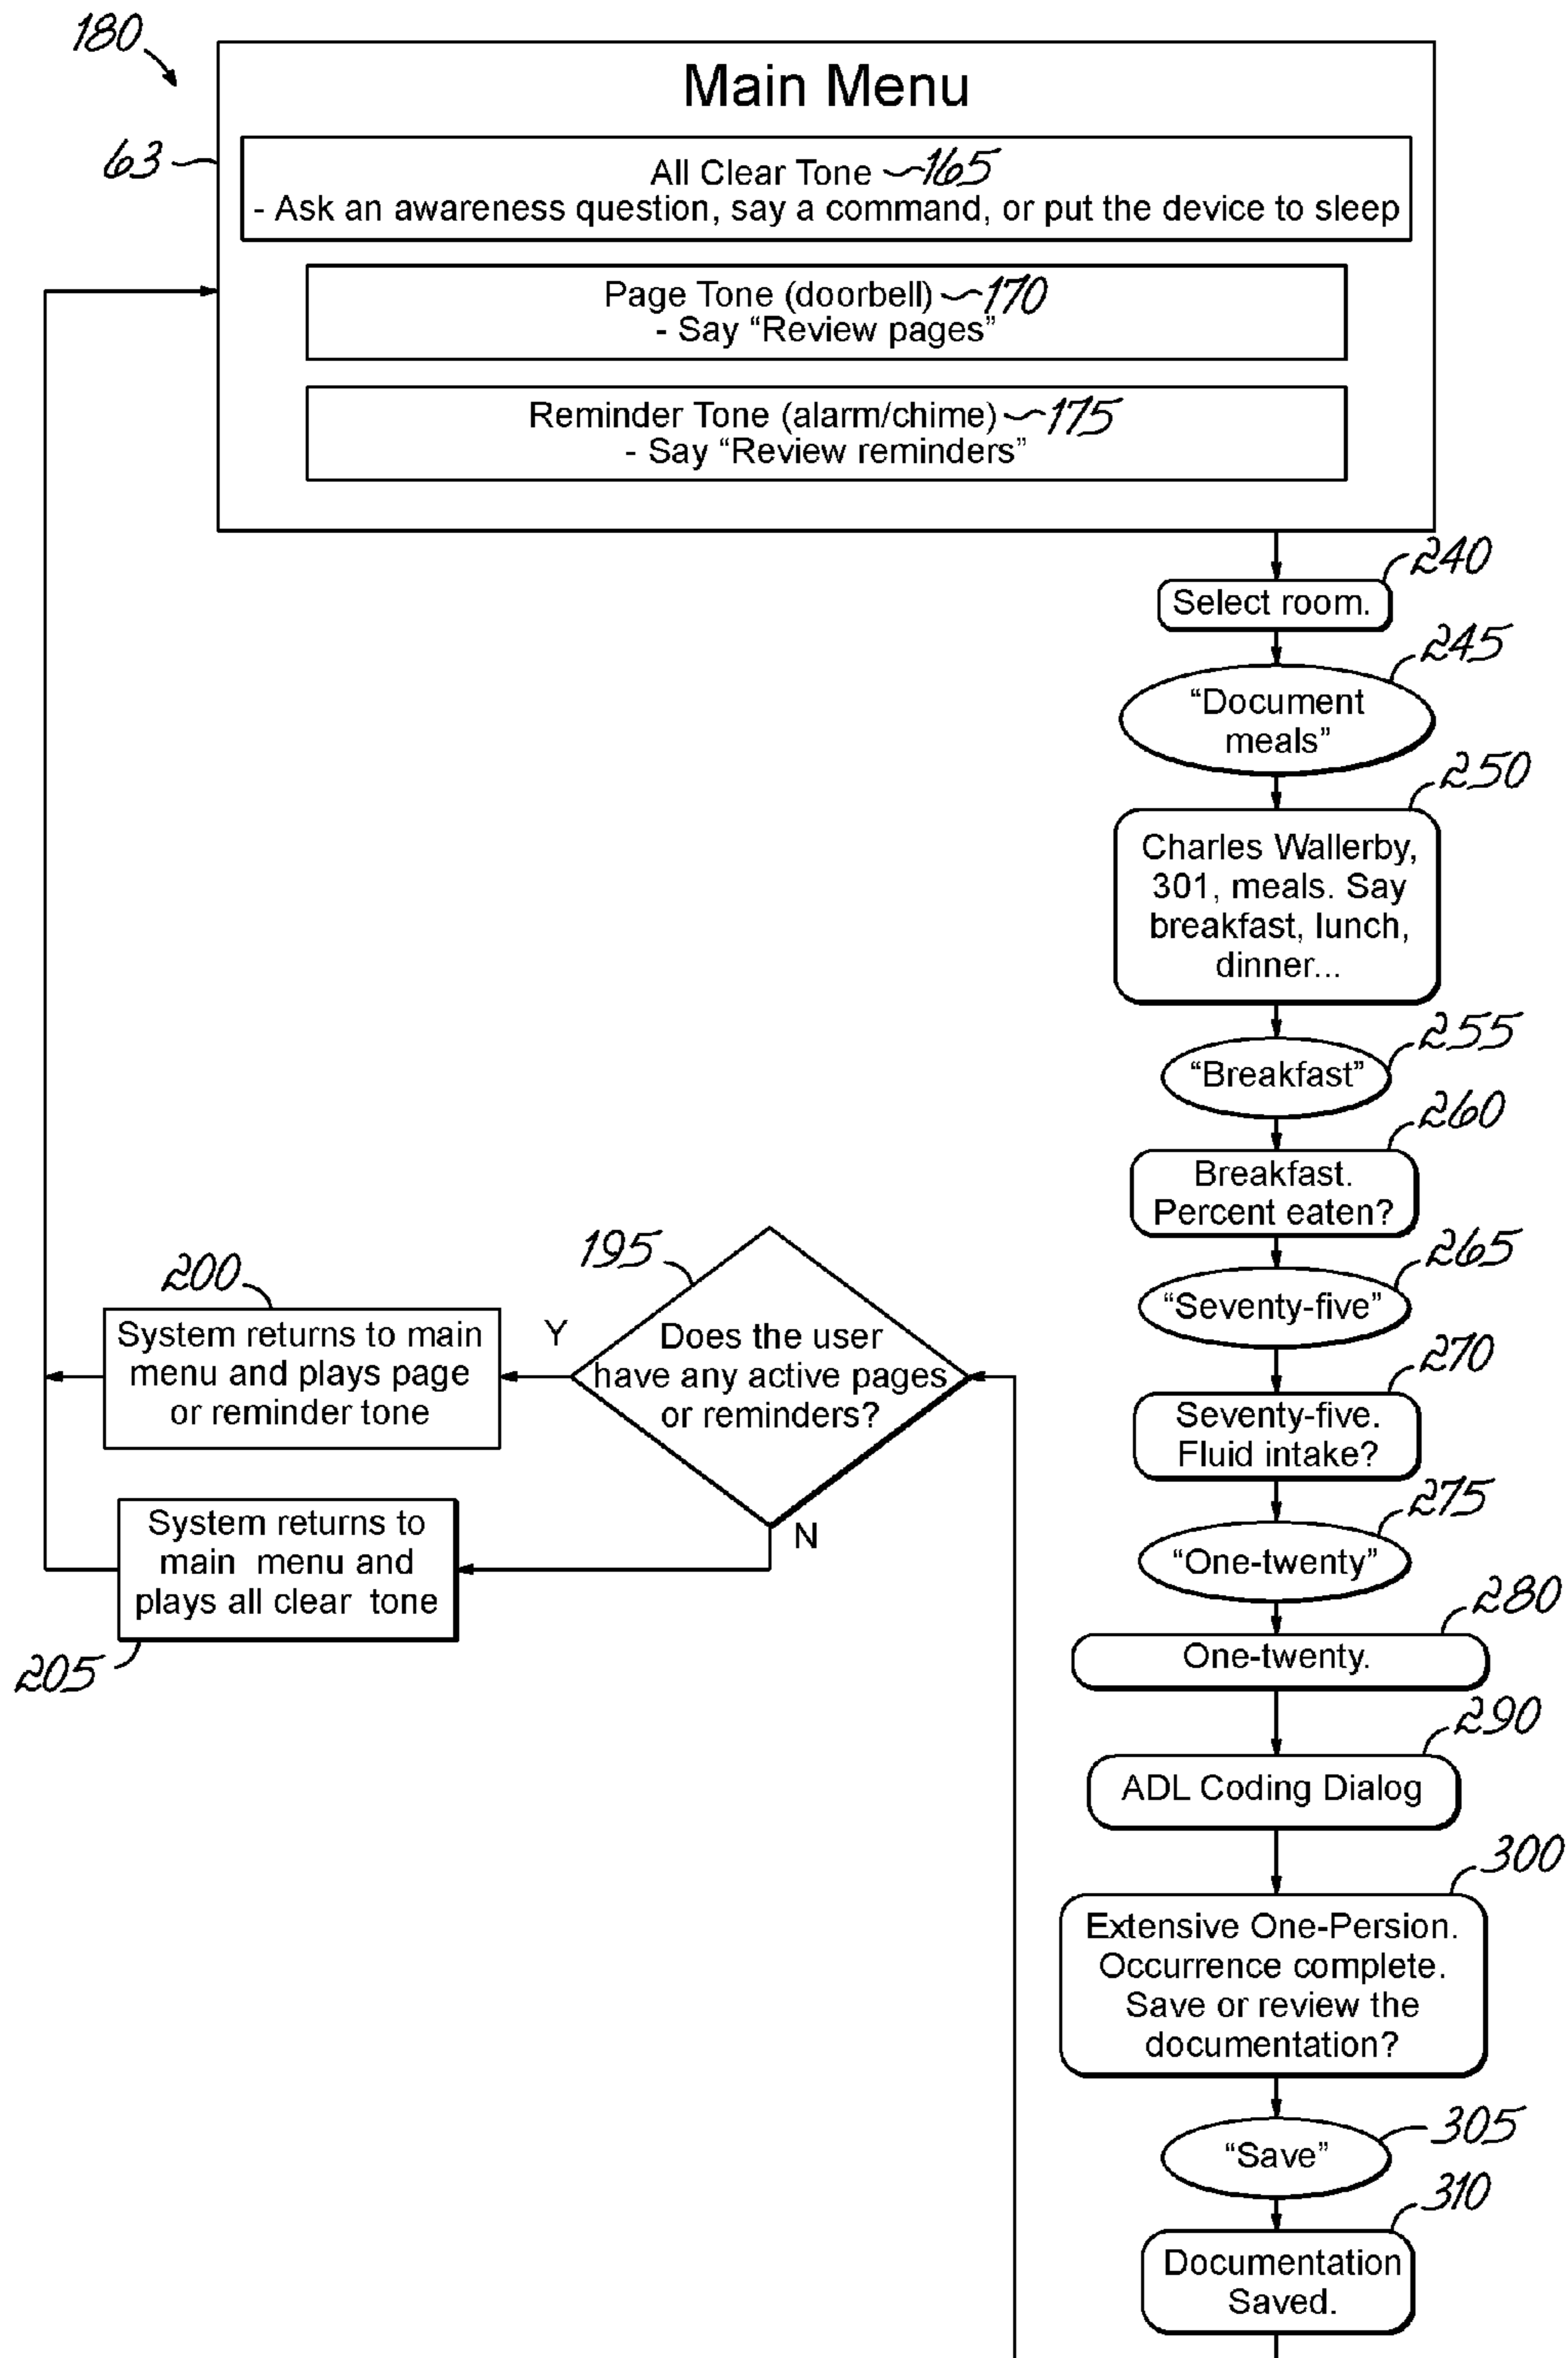 180
Main Menu
63
All Clear Tone 165
- Ask an awareness question, say a command, or put the device to sleep
Page Tone (doorbell) 170
- Say “Review pages”
Reminder Tone (alarm/chime) 175
- Say “Review reminders”
240
Select room.
245
“Document
meals”
250
Charles Wallerby,
301, meals. Say
breakfast, lunch,
dinner...
255
“Breakfast”
260
Breakfast.
Percent eaten?
265
“Seventy-five”
270
Seventy-five.
Fluid intake?
275
“One-twenty”
280
One-twenty.
290
ADL Coding Dialog
300
Extensive One-Persion.
Occurrence complete.
Save or review the
documentation?
305
“Save”
310
Documentation
Saved.
195
Does the user
have any active pages
or reminders?
Y
N
200
System returns to main
menu and plays page
or reminder tone
System returns to
main menu and
plays all clear tone
205